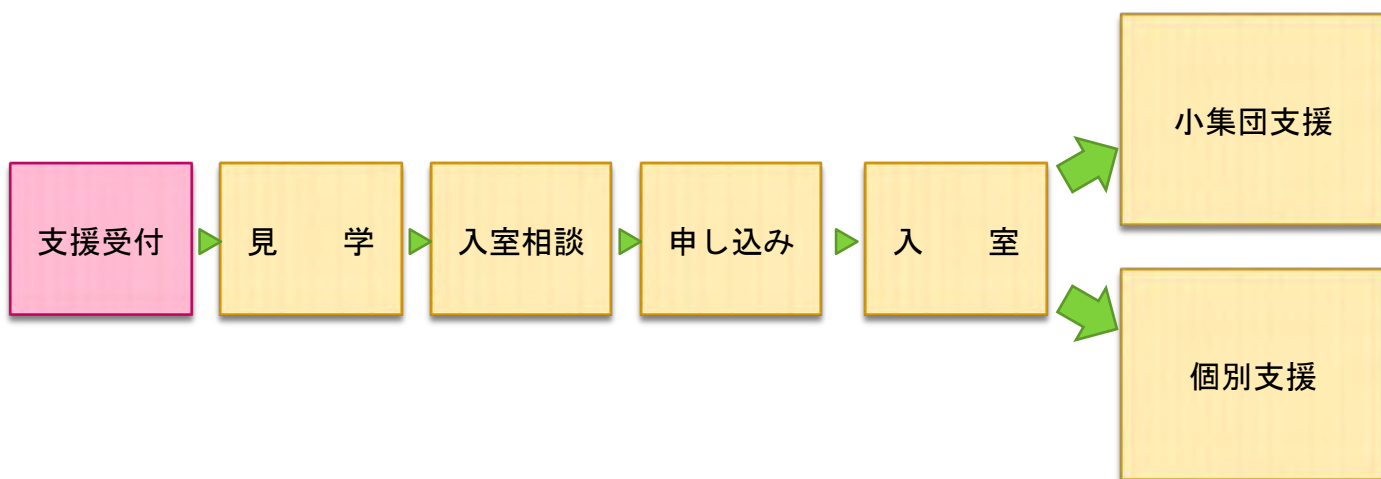 支援受付
見　　学
入室相談
申し込み
入　　室
小集団支援
個別支援